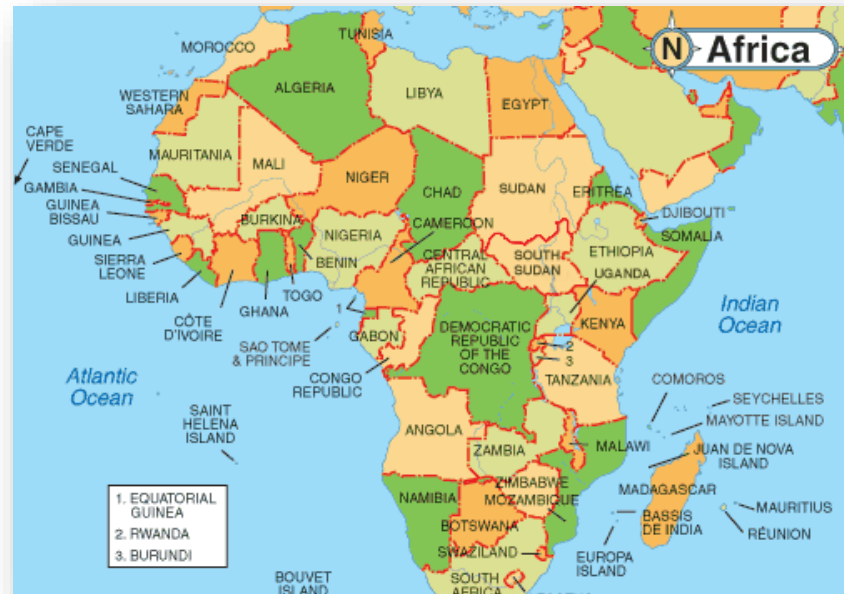 N Africa
MOROCCO
TUNISIA
ALGERIA
LIBYA
EGYPT
WESTERN
SAHARA
CAPE
VERDE
MAURITANIA
MALI
NIGER
CHAD
SUDAN
ERITREA
SENEGAL
GAMBIA
GUINEA
BISSAU
GUINEA
SIERRA
LEONE
LIBERIA
CÔTE
D'IVOIRE
GHANA
TOGO
BENIN
BURKINA
NIGERIA
CAMEROON
CENTRAL
AFRICAN
REPUBLIC
SOUTH
SUDAN
DJIBOUTI
SOMALIA
ETHIOPIA
UGANDA
KENYA
1
SAO TOME
& PRINCIPE
GABON
CONGO
REPUBLIC
DEMOCRATIC
REPUBLIC
OF THE
CONGO
2
3
TANZANIA
Indian
Ocean
Atlantic
Ocean
SAINT
HELENA
ISLAND
COMOROS
SEYCHELLES
MAYOTTE ISLAND
JUAN DE NOVA
ISLAND
ANGOLA
ZAMBIA
MALAWI
ZIMBABWE
MOZAMBIQUE
MADAGASCAR
MAURITIUS
RÉUNION
BASSIS
DE INDIA
EUROPA
ISLAND
NAMIBIA
BOTSWANA
SWAZILAND
SOUTH
AFRICA
1. EQUATORIAL
GUINEA
2. RWANDA
3. BURUNDI
BOUVET
ISLAND